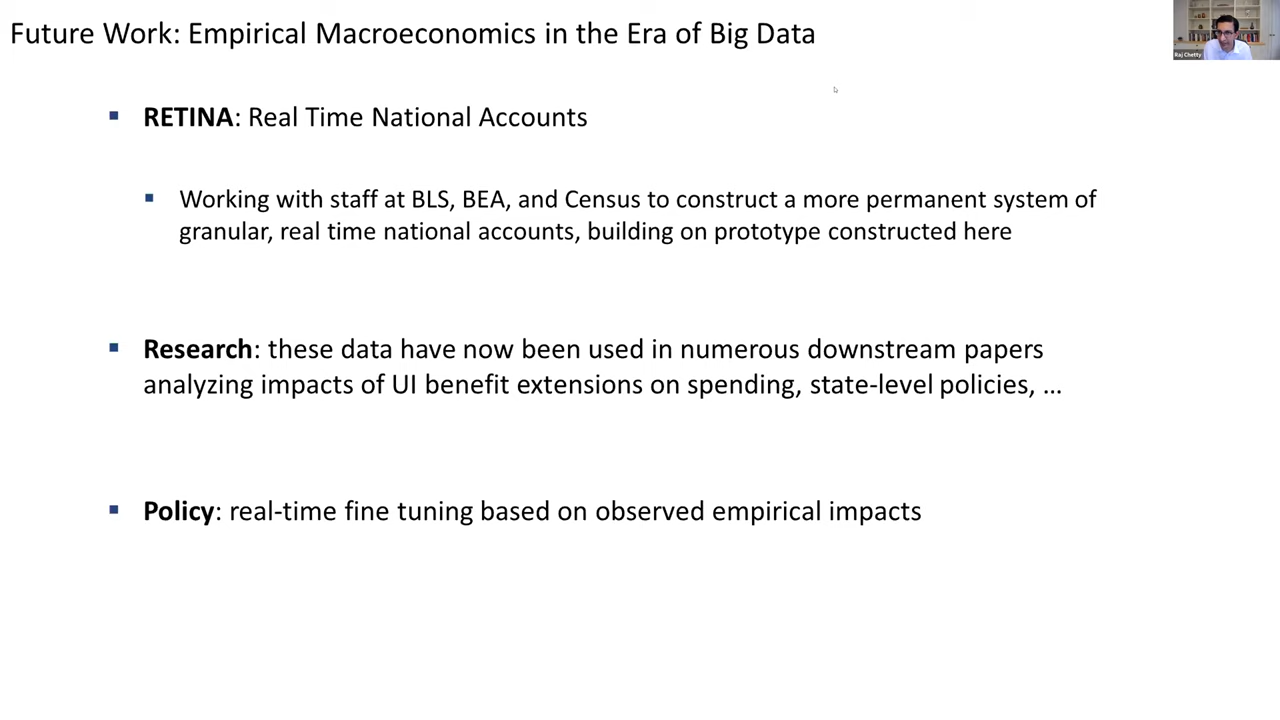 Future Work: Empirical Macroeconomics in the Era of Big Data
Raj Chetty
RETINA: Real Time National Accounts
Working with staff at BLS, BEA, and Census to construct a more permanent system of
granular, real time national accounts, building on prototype constructed here
Research: these data have now been used in numerous downstream papers
analyzing impacts of UI benefit extensions on spending, state-level policies, …
Policy: real-time fine tuning based on observed empirical impacts